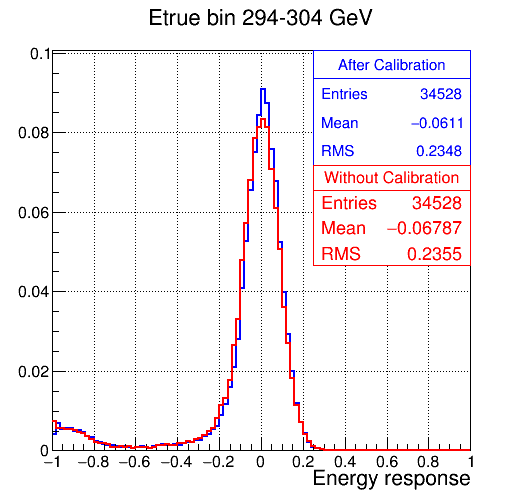 Etrue bin 294-304 GeV
0.1
0.08
0.06
0.04
0.02
0
After Calibration
Entries 34528
Mean −0.0611
RMS 0.2348
Without Calibration
Entries 34528
Mean −0.06787
RMS 0.2355
−1 −0.8 −0.6 −0.4 −0.2 0 0.2 0.4 0.6 0.8 1
Energy response